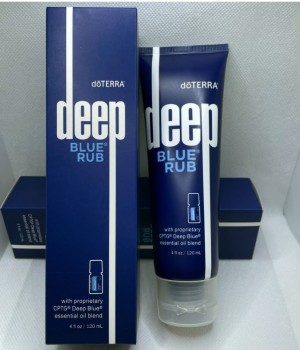 dōTERRA
deep
BLUE®
RUB
with proprietary
CPTG® Deep Blue®
essential oil blend
4 fl oz / 120 mL
dōTERRA
deep
BLUE®
RUB
with proprietary
CPTG® Deep Blue®
essential oil blend
4 fl oz / 120 mL